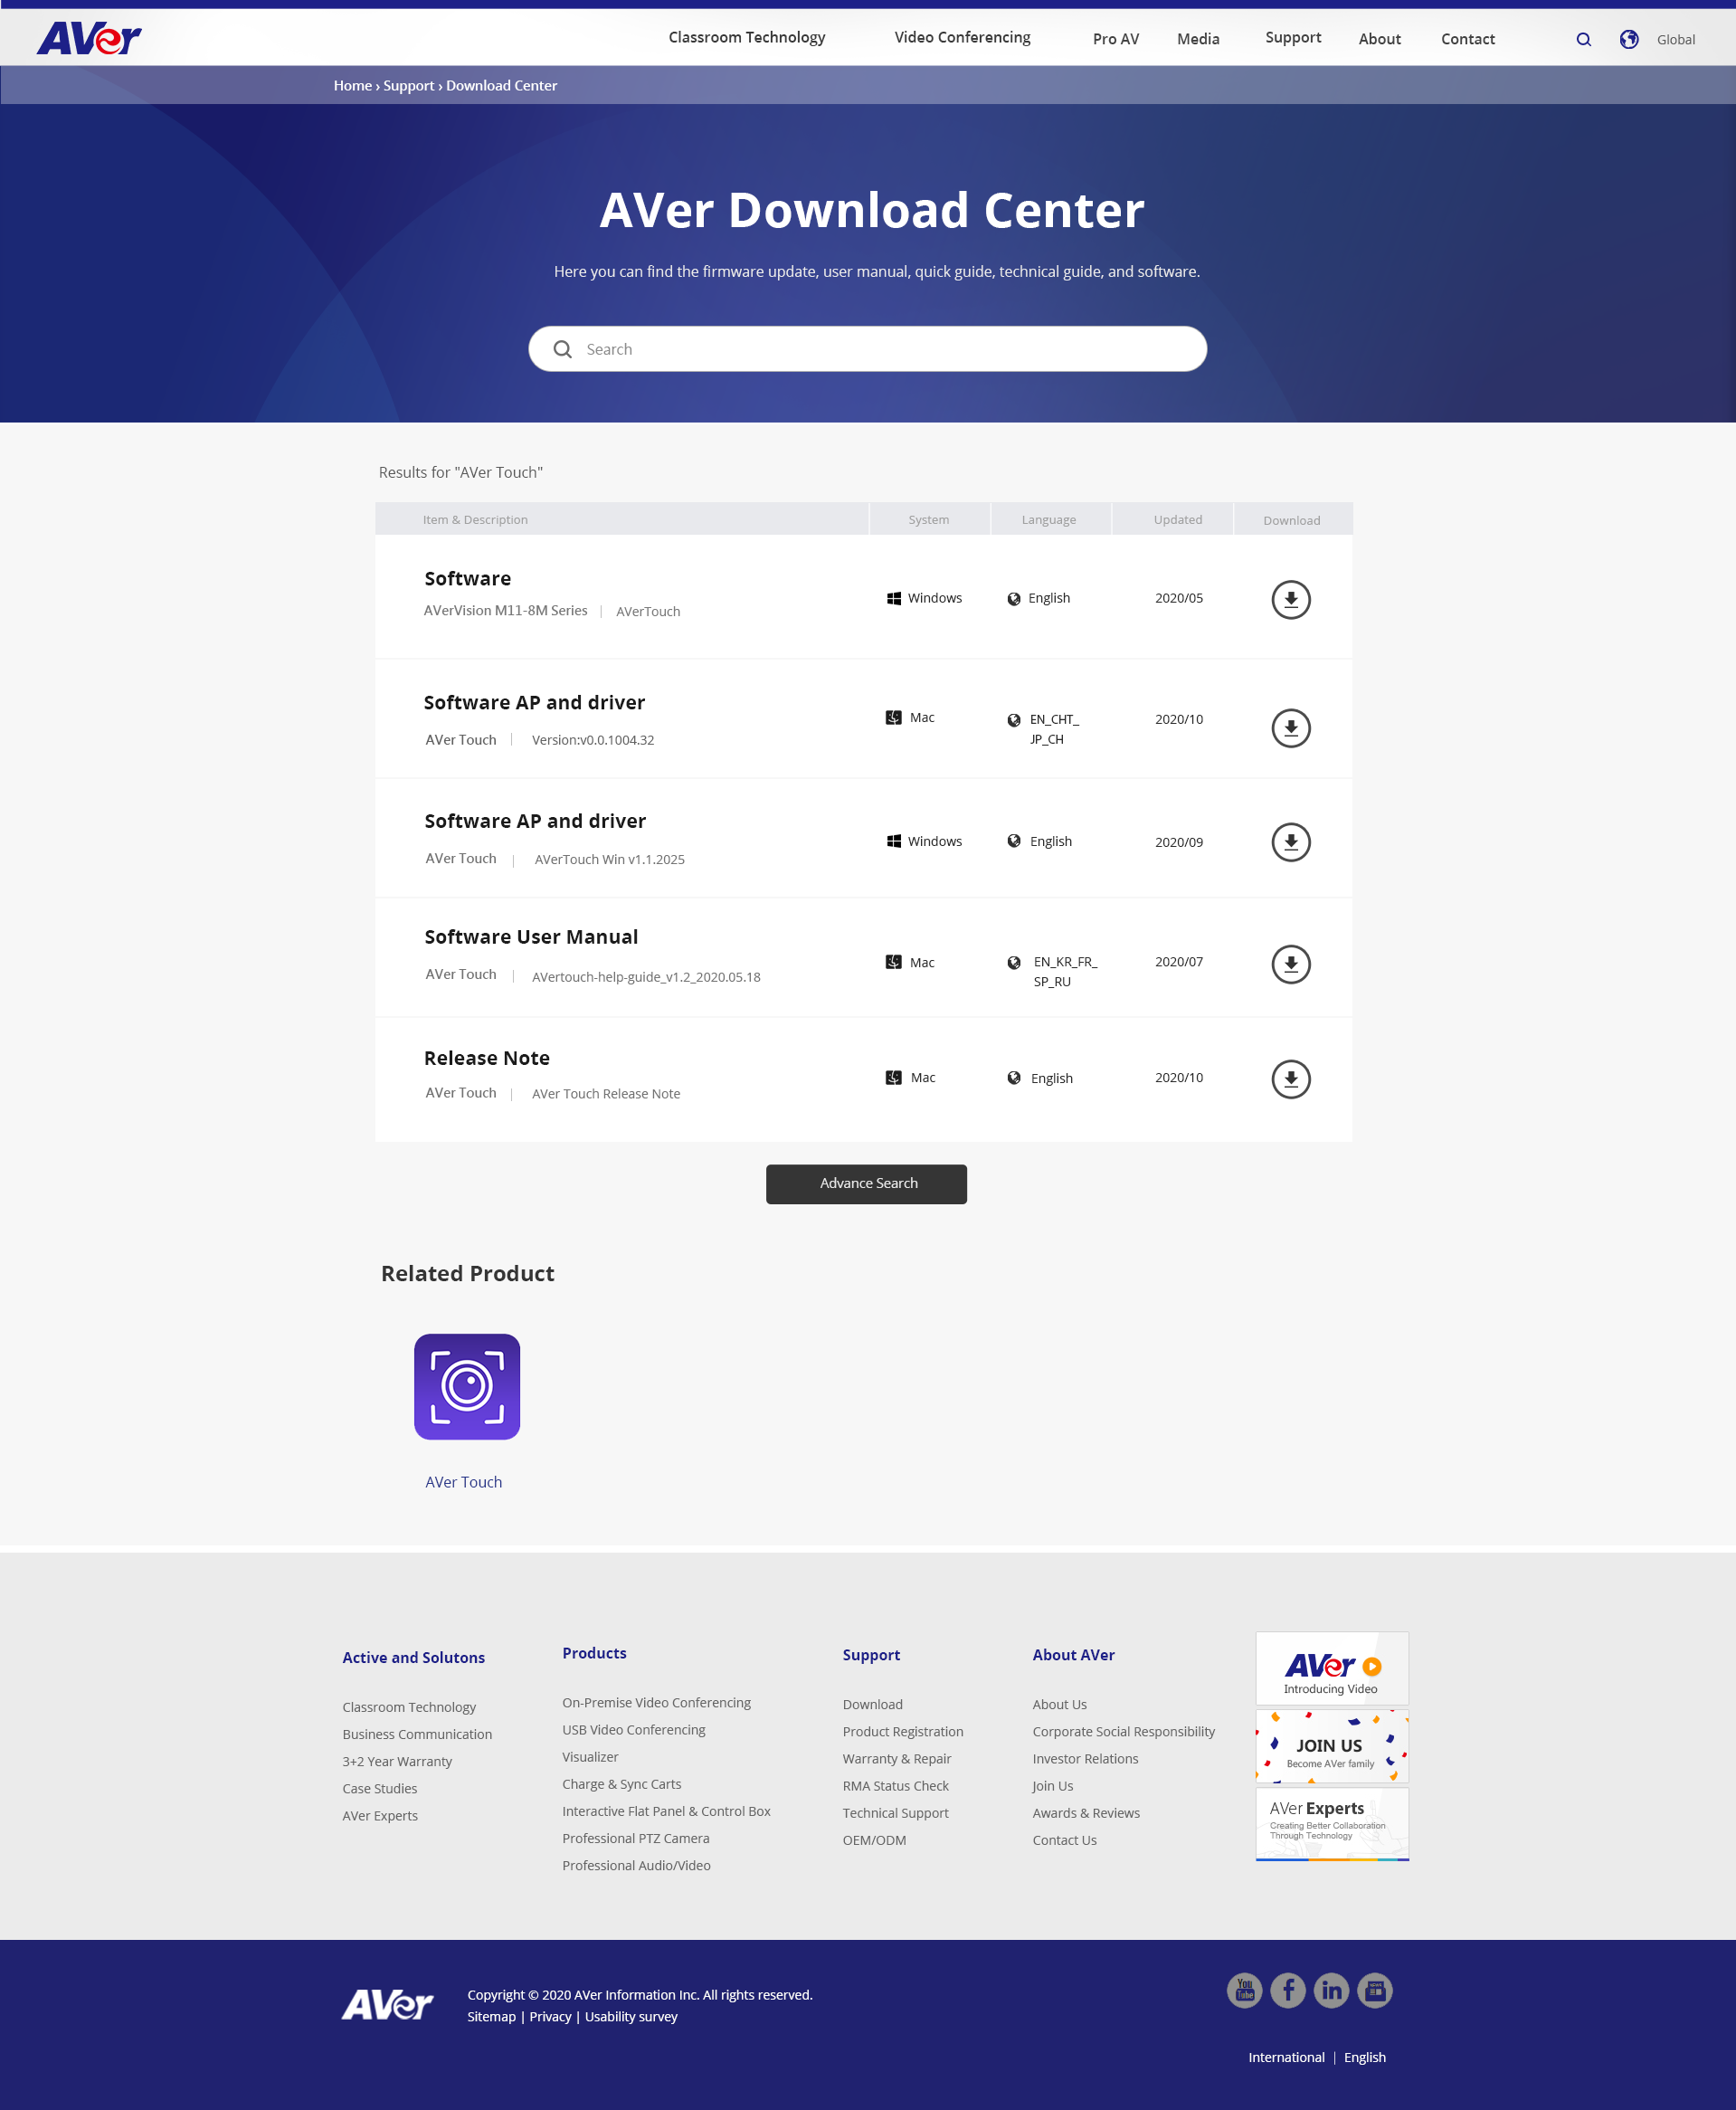 AVer
Classroom Technology Video Conferencing Pro AV Media Support About Contact Global
Home › Support › Download Center
AVer Download Center
Here you can find the firmware update, user manual, quick guide, technical guide, and software.
Search
Results for "AVer Touch"
Item & Description System Language Updated Download
Software
AVerVision M11-8M Series | AVerTouch
Windows English 2020/05
Software AP and driver
AVer Touch | Version:v0.0.1004.32
Mac EN_CHT_ 2020/10
JP_CH
Software AP and driver
AVer Touch | AVerTouch Win v1.1.2025
Windows English 2020/09
Software User Manual
AVer Touch | AVertouch-help-guide_v1.2_2020.05.18
Mac EN_KR_FR_ 2020/07
SP_RU
Release Note
AVer Touch | AVer Touch Release Note
Mac English 2020/10
Advance Search
Related Product
AVer Touch
Active and Solutons
Classroom Technology
Business Communication
3+2 Year Warranty
Case Studies
AVer Experts
Products
On-Premise Video Conferencing
USB Video Conferencing
Visualizer
Charge & Sync Carts
Interactive Flat Panel & Control Box
Professional PTZ Camera
Professional Audio/Video
Support
Download
Product Registration
Warranty & Repair
RMA Status Check
Technical Support
OEM/ODM
About AVer
About Us
Corporate Social Responsibility
Investor Relations
Join Us
Awards & Reviews
Contact Us
AVer
Introducing Video
JOIN US
Become AVer family
AVer Experts
Creating Better Collaboration
Through Technology
AVer
Copyright © 2020 AVer Information Inc. All rights reserved.
Sitemap | Privacy | Usability survey
You
Tube
f
in
NEWS
International | English